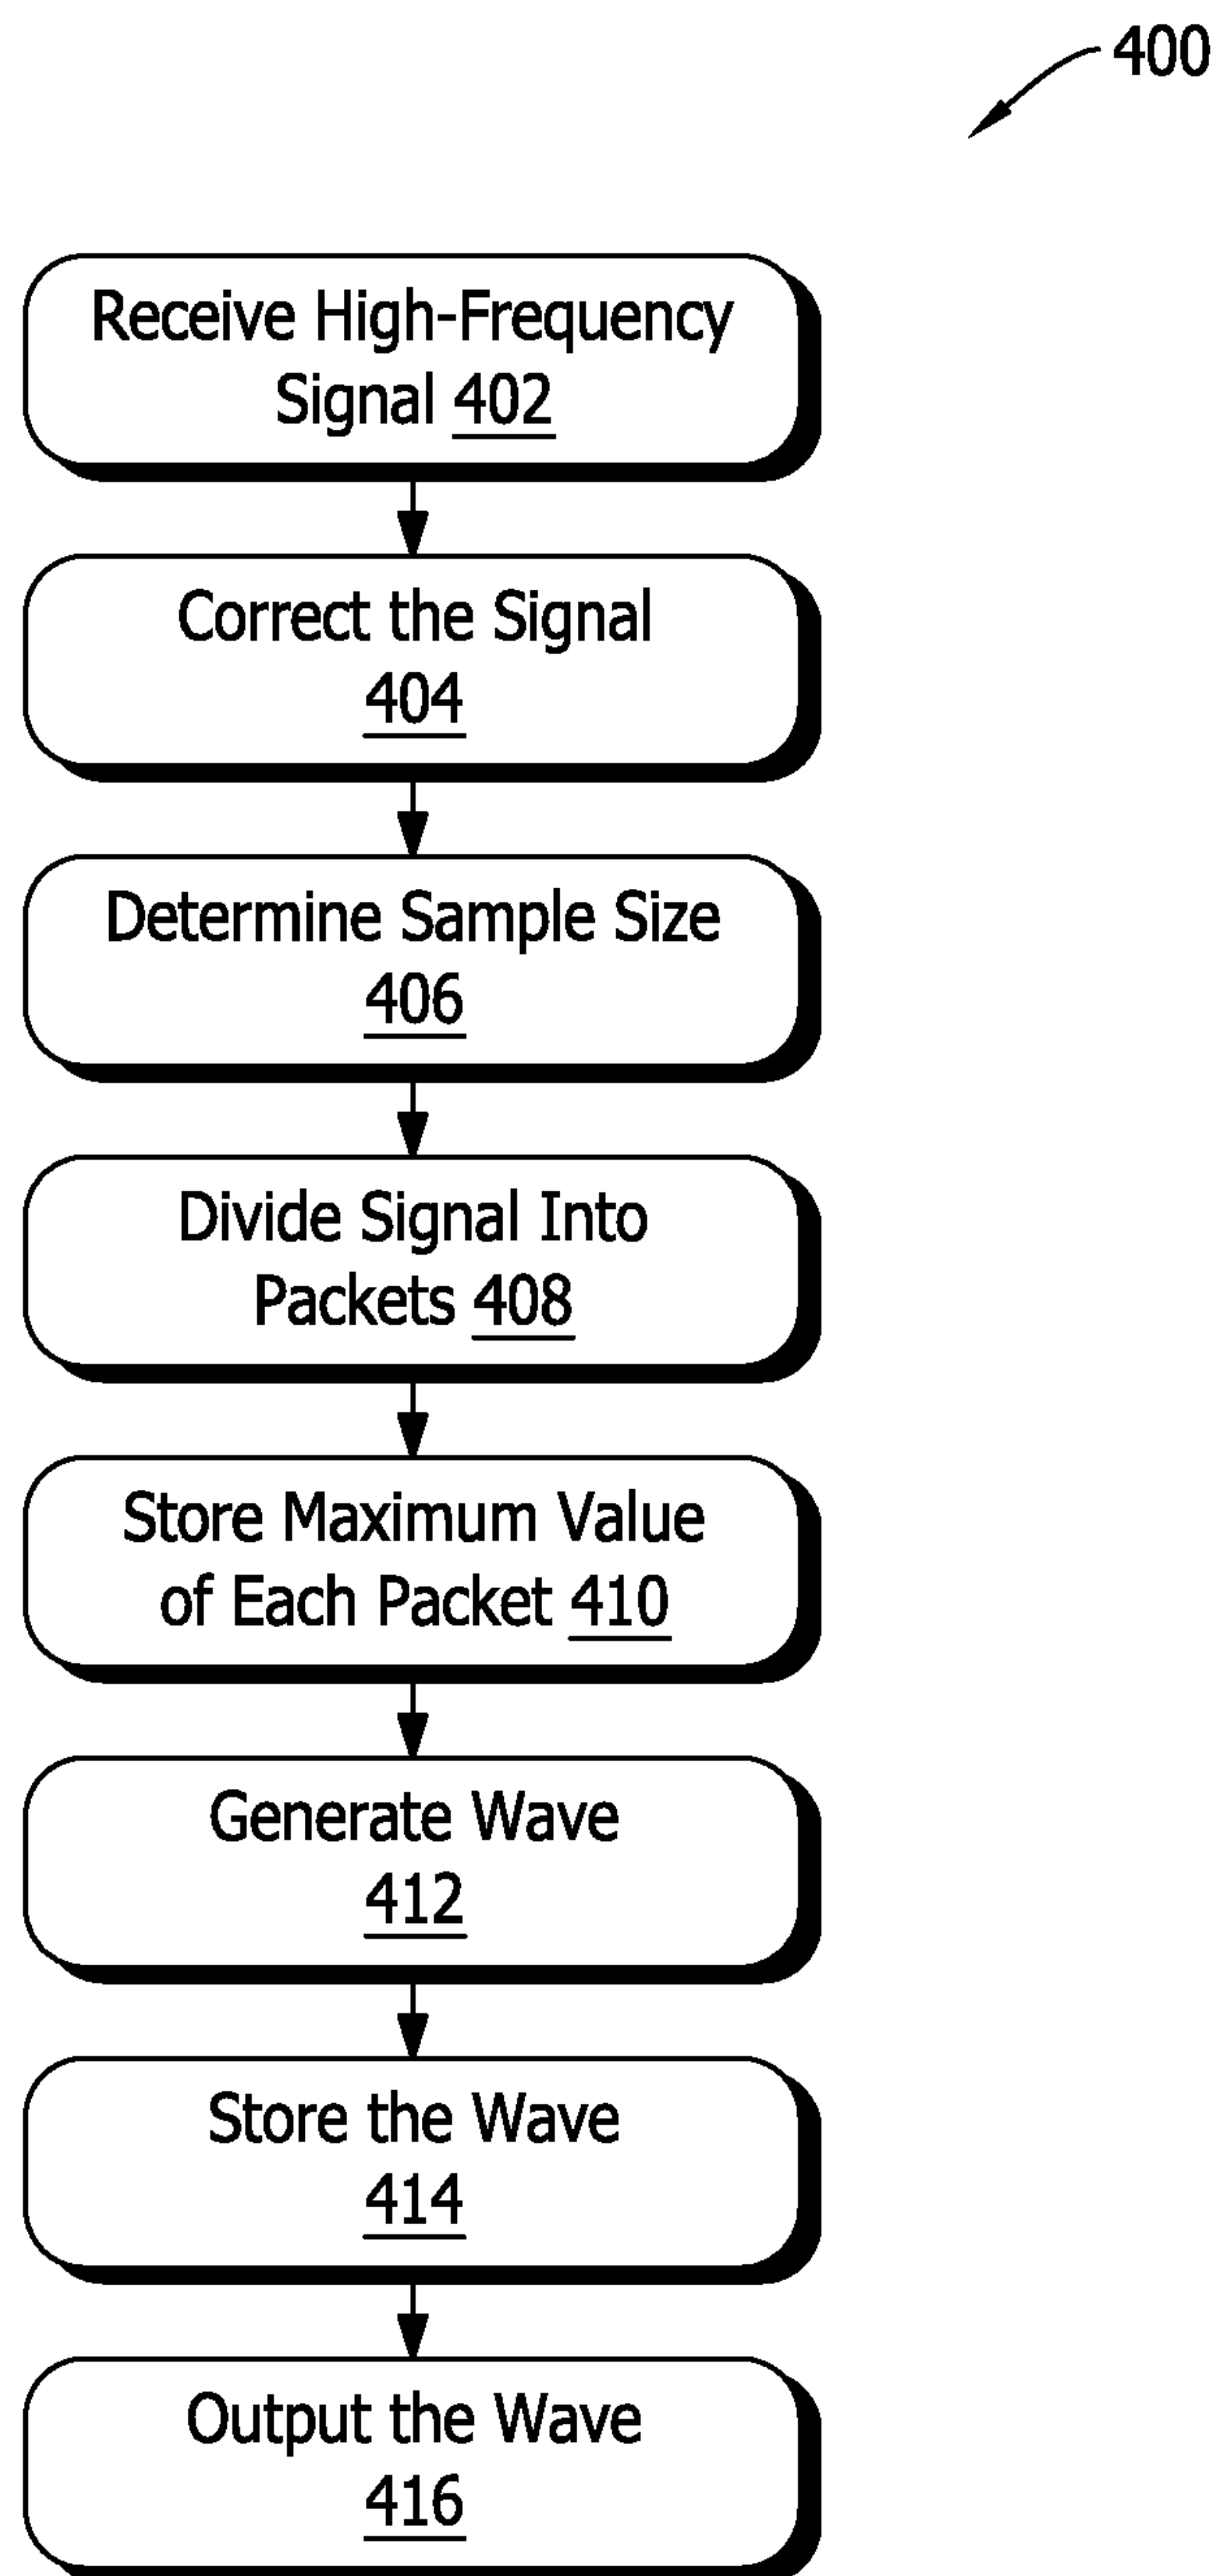 400
Receive High-Frequency
Signal 402
Correct the Signal
404
Determine Sample Size
406
Divide Signal Into
Packets 408
Store Maximum Value
of Each Packet 410
Generate Wave
412
Store the Wave
414
Output the Wave
416